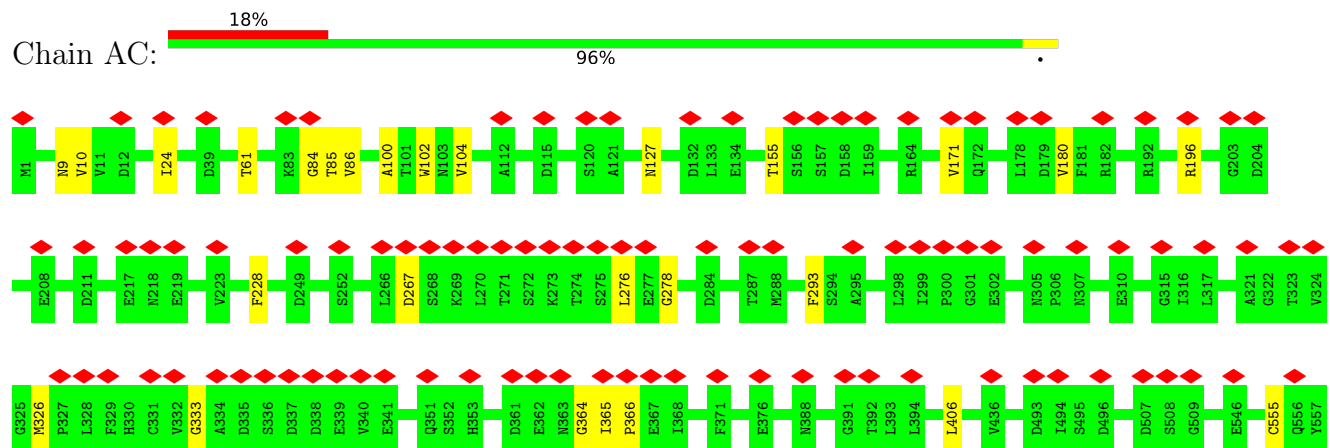 18%
Chain AC:
96%
.
M1 N9 V10 V11 D12 I24 D39 T61 K83 G84 T85 V86 A100 T101 W102 N103 V104 A112 D115 S120 A121 N127 D132 L133 E134 T155 S156 S157 D158 I159 R164 V171 Q172 L178 D179 V180 F181 R182 R192 R196 G203 D204
E208 D211 E217 N218 E219 V223 F228 D249 S252 L266 D267 S268 K269 L270 T271 S272 K273 T274 S275 L276 E277 G278 D284 T287 M288 F293 S294 A295 L298 I299 P300 G301 E302 N305 P306 N307 E310 G315 I316 L317 A321 G322 T323 V324
G325 M326 P327 L328 F329 H330 C331 V332 G333 A334 D335 S336 D337 D338 E339 V340 E341 Q351 S352 H353 D361 E362 N363 G364 I365 P366 E367 I368 F371 E376 N388 G391 T392 L393 L394 L406 V436 D493 I494 S495 D496 D507 S508 G509 E546 C555 Q556 Y557